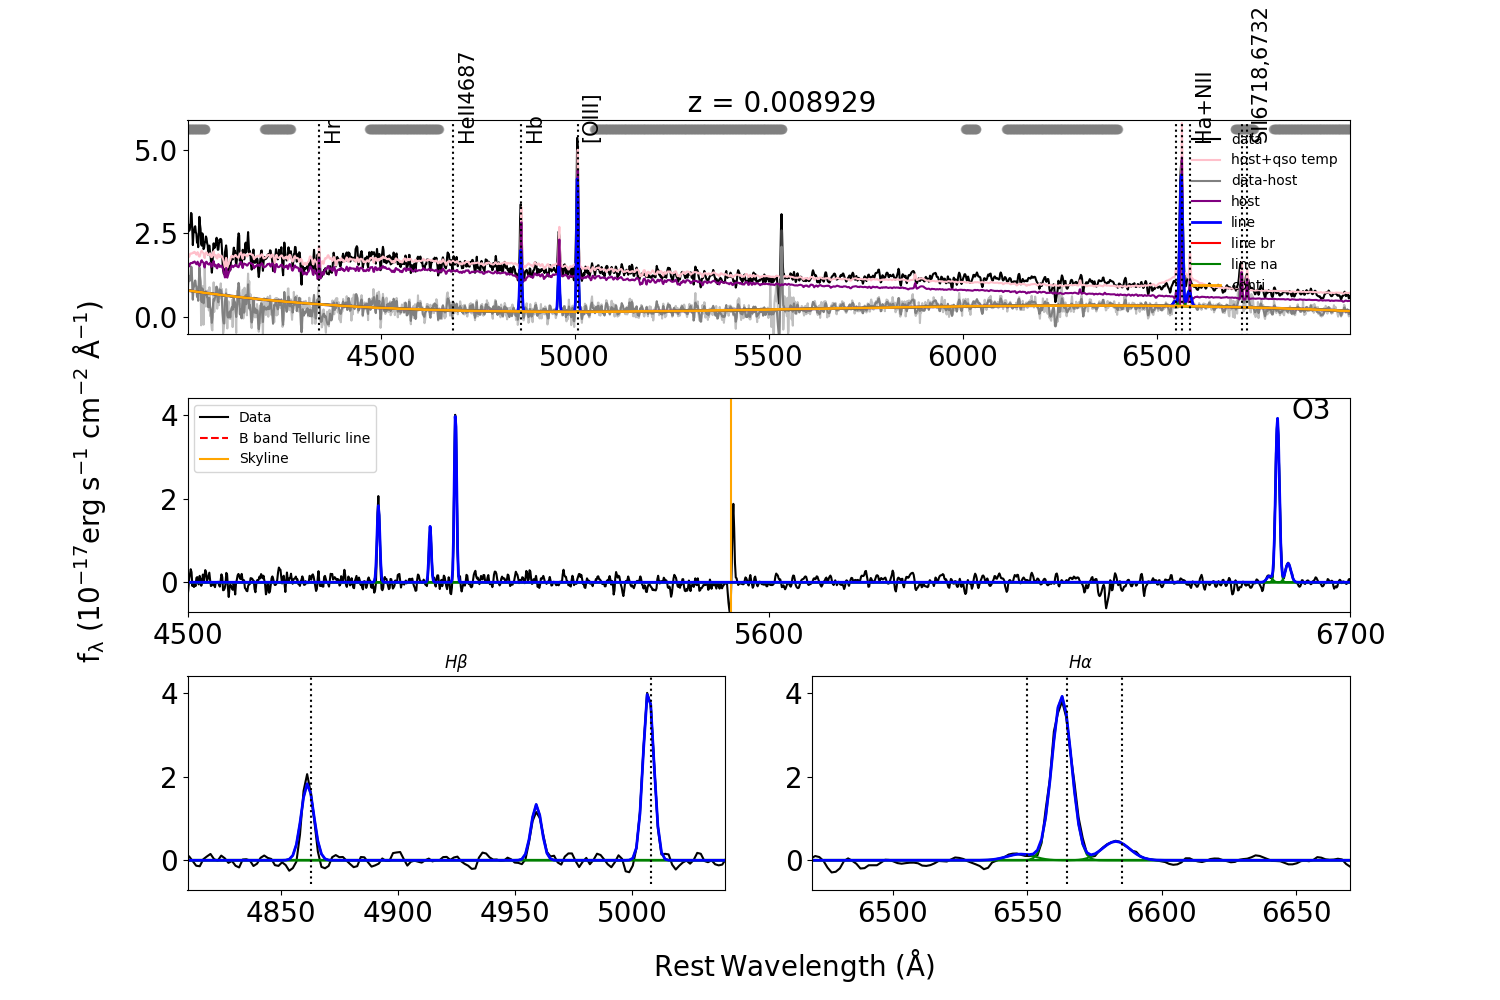 z = 0.008929
Hr
HeII4687
Hb
[OIII]
Ha+NII
SII6718,6732
5.0
2.5
0.0
data
host+qso temp
data-host
host
line
line br
line na
conti
4500
5000
5500
6000
6500
fλ (10⁻¹⁷erg s⁻¹ cm⁻² Å⁻¹)
4
2
0
Data
B band Telluric line
Skyline
O3
4500
5600
6700
Hβ
4
2
0
4850
4900
4950
5000
Hα
4
2
0
6500
6550
6600
6650
Rest Wavelength (Å)